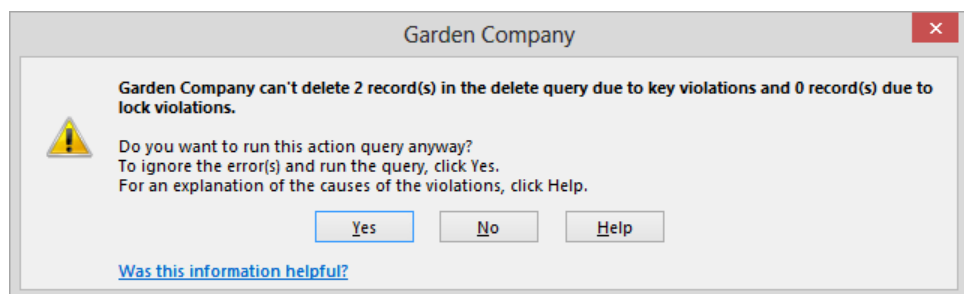 Garden Company
Garden Company can't delete 2 record(s) in the delete query due to key violations and 0 record(s) due to
lock violations.
Do you want to run this action query anyway?
To ignore the error(s) and run the query, click Yes.
For an explanation of the causes of the violations, click Help.
Yes No Help
Was this information helpful?